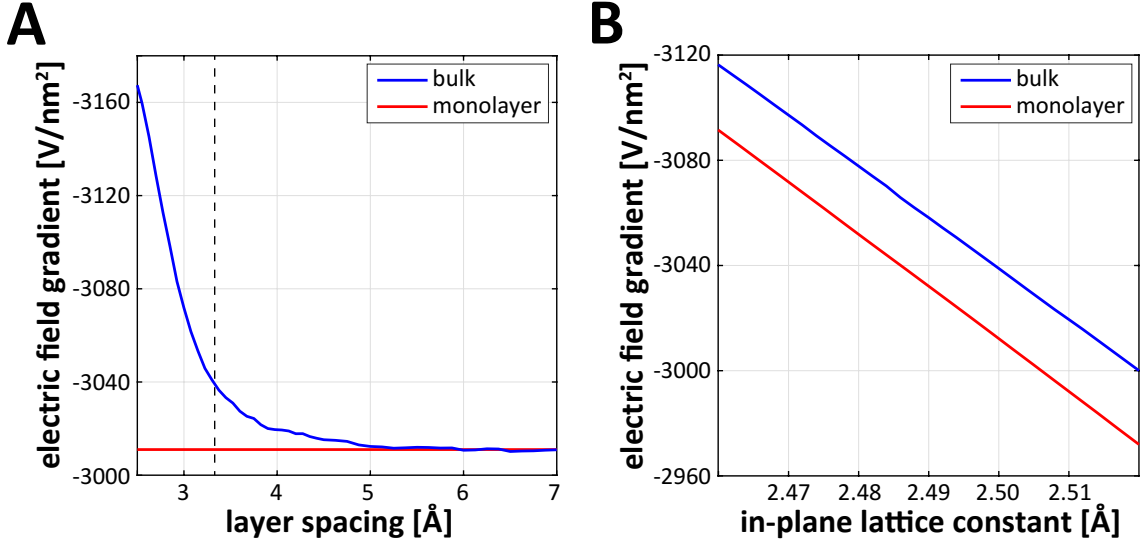 A
electric field gradient [V/nm²]
-3160
-3120
-3080
-3040
-3000
bulk
monolayer
3
4
5
6
7
layer spacing [Å]
B
electric field gradient [V/nm²]
-3120
-3080
-3040
-3000
-2960
bulk
monolayer
2.47
2.48
2.49
2.50
2.51
in-plane lattice constant [Å]